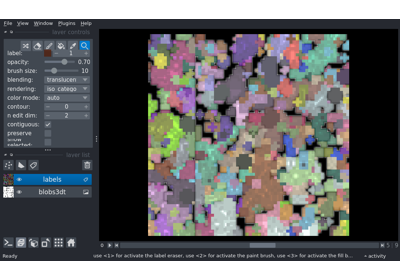 File View Window Plugins Help
layer controls
label: 1
opacity: 0.70
brush size: 10
blending: translucen
rendering: iso_catego
color mode: auto
contour: 0
n edit dim: 2
contiguous:
preserve
selected:
layer list
labels
blobs3dt
Ready
use <1> for activate the label eraser, use <2> for activate the paint brush, use <3> for activate the fill b...
activity